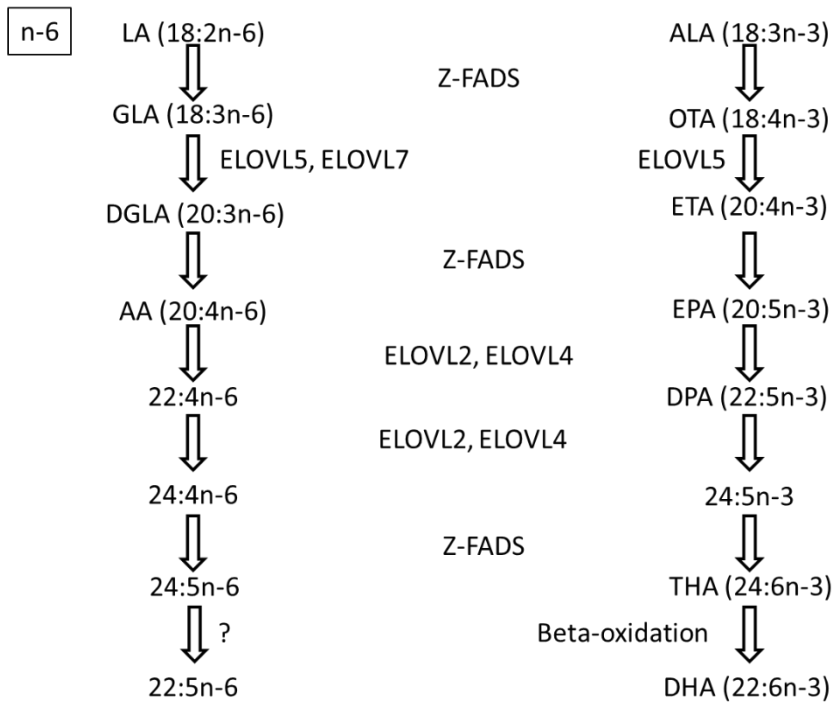 n-6 LA (18:2n-6) ALA (18:3n-3)
Z-FADS
GLA (18:3n-6) OTA (18:4n-3)
ELOVL5, ELOVL7 ELOVL5
DGLA (20:3n-6) ETA (20:4n-3)
Z-FADS
AA (20:4n-6) EPA (20:5n-3)
ELOVL2, ELOVL4
22:4n-6 DPA (22:5n-3)
ELOVL2, ELOVL4
24:4n-6 24:5n-3
Z-FADS
24:5n-6 THA (24:6n-3)
? Beta-oxidation
22:5n-6 DHA (22:6n-3)